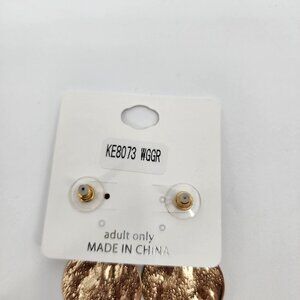 KE8073 WGGR
adult only
MADE IN CHINA